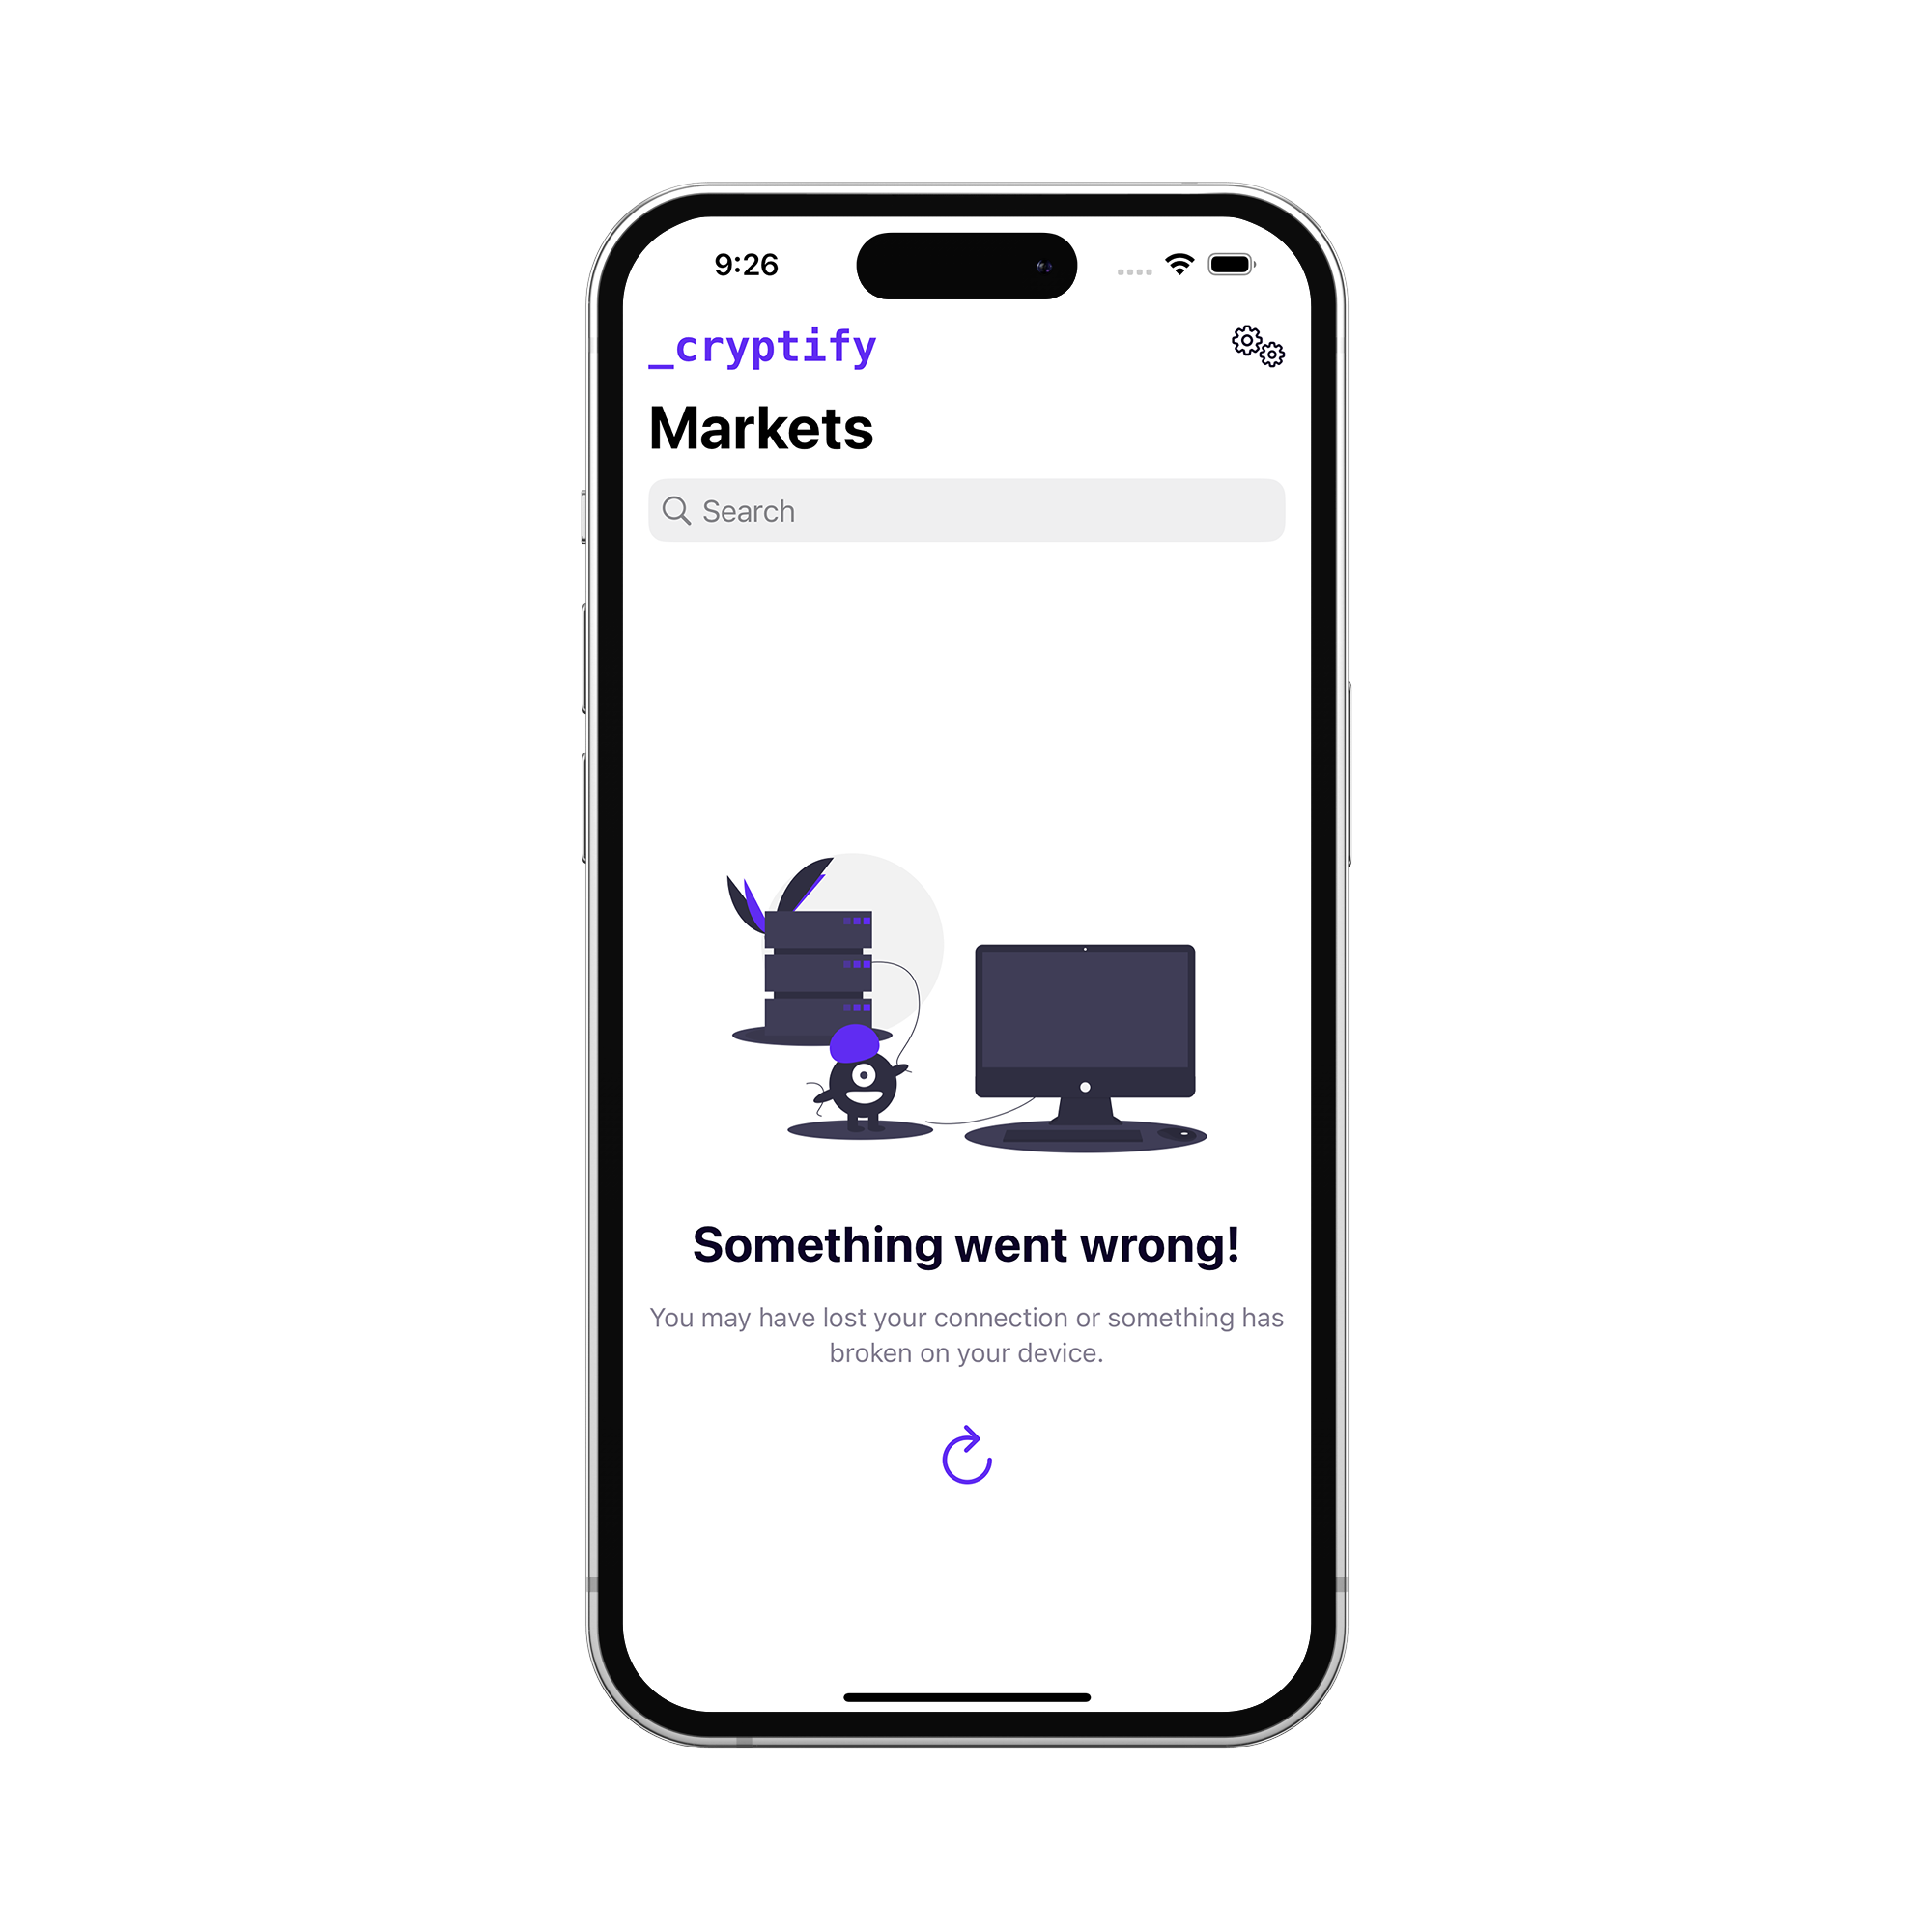 9:26
_cryptify
Markets
Search
Something went wrong!
You may have lost your connection or something has
broken on your device.